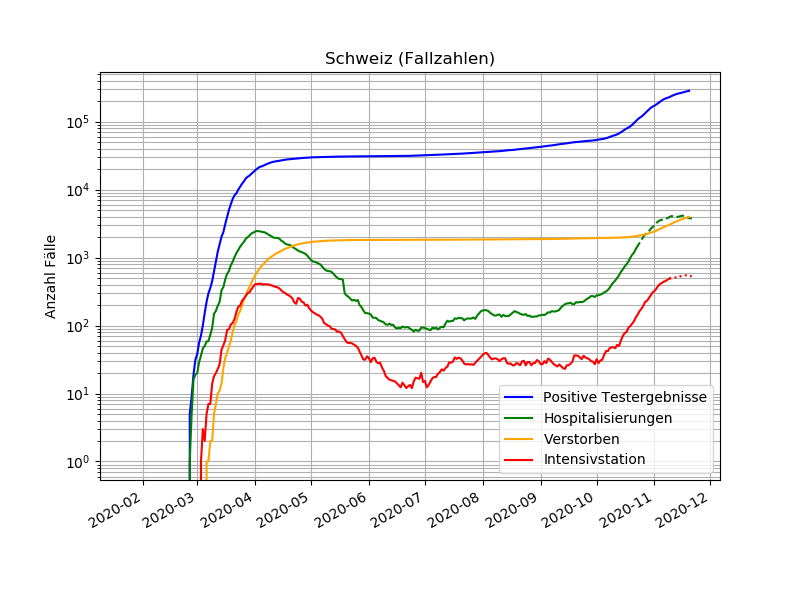 Schweiz (Fallzahlen)
Anzahl Fälle
10^5
10^4
10^3
10^2
10^1
10^0
2020-02
2020-03
2020-04
2020-05
2020-06
2020-07
2020-08
2020-09
2020-10
2020-11
2020-12
Positive Testergebnisse
Hospitalisierungen
Verstorben
Intensivstation